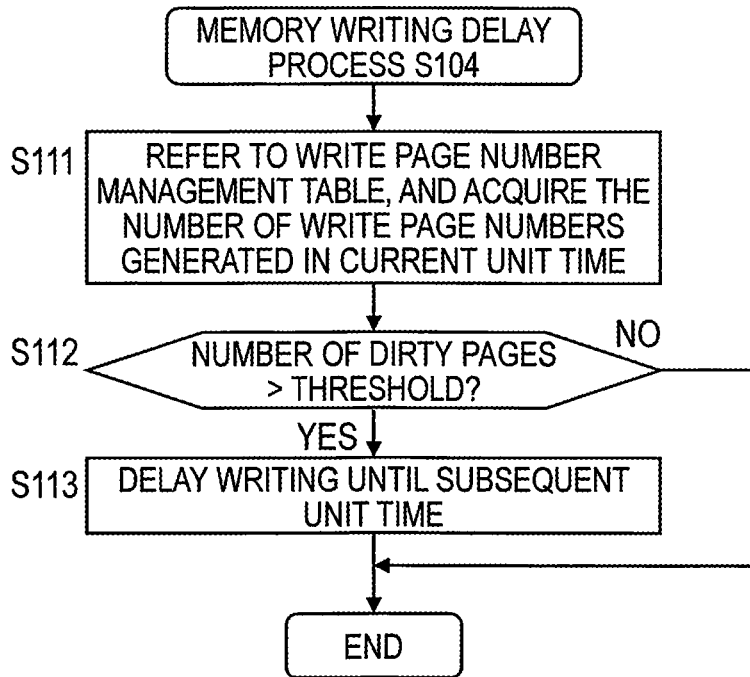 MEMORY WRITING DELAY
PROCESS S104
S111
REFER TO WRITE PAGE NUMBER
MANAGEMENT TABLE, AND ACQUIRE THE
NUMBER OF WRITE PAGE NUMBERS
GENERATED IN CURRENT UNIT TIME
S112
NUMBER OF DIRTY PAGES
> THRESHOLD?
NO
YES
S113
DELAY WRITING UNTIL SUBSEQUENT
UNIT TIME
END